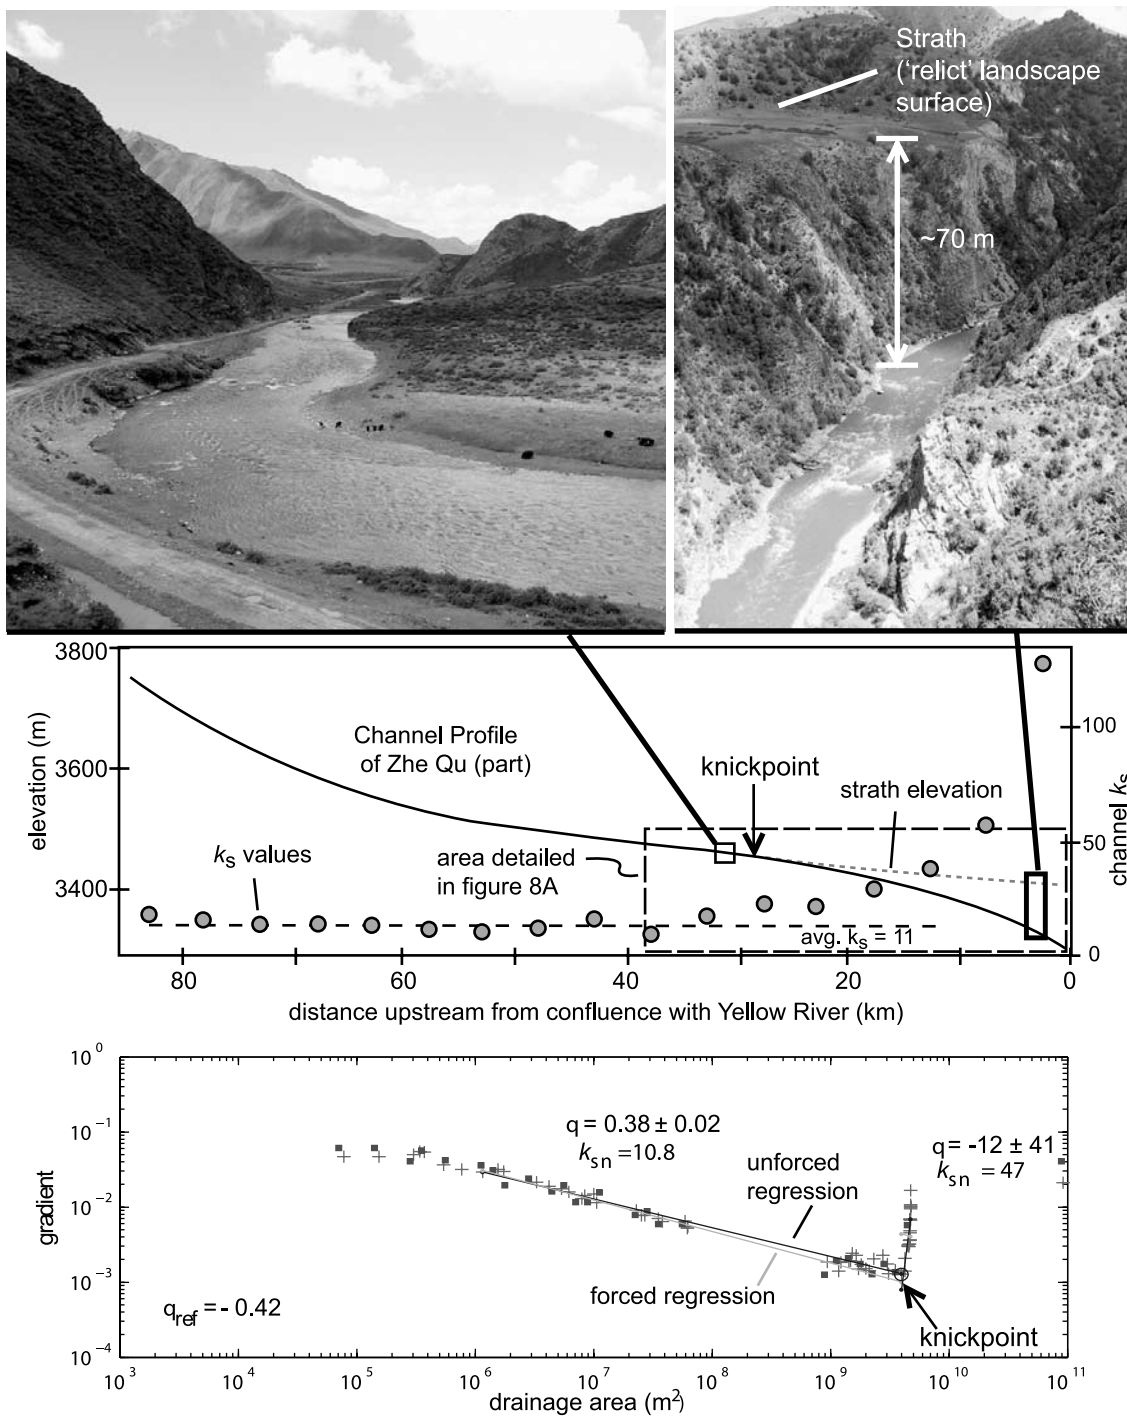 Strath
('relict' landscape
surface)
~70 m
3800
3600
3400
elevation (m)
Channel Profile
of Zhe Qu (part)
knickpoint
strath elevation
100
50
0
channel ks
ks values
area detailed
in figure 8A
avg. ks = 11
80
60
40
20
0
distance upstream from confluence with Yellow River (km)
10^0
10^-1
10^-2
10^-3
10^-4
gradient
q = 0.38 ± 0.02
ksn = 10.8
q = -12 ± 41
ksn = 47
unforced
regression
forced regression
qref = - 0.42
knickpoint
10^3
10^4
10^5
10^6
10^7
10^8
10^9
10^10
10^11
drainage area (m²)